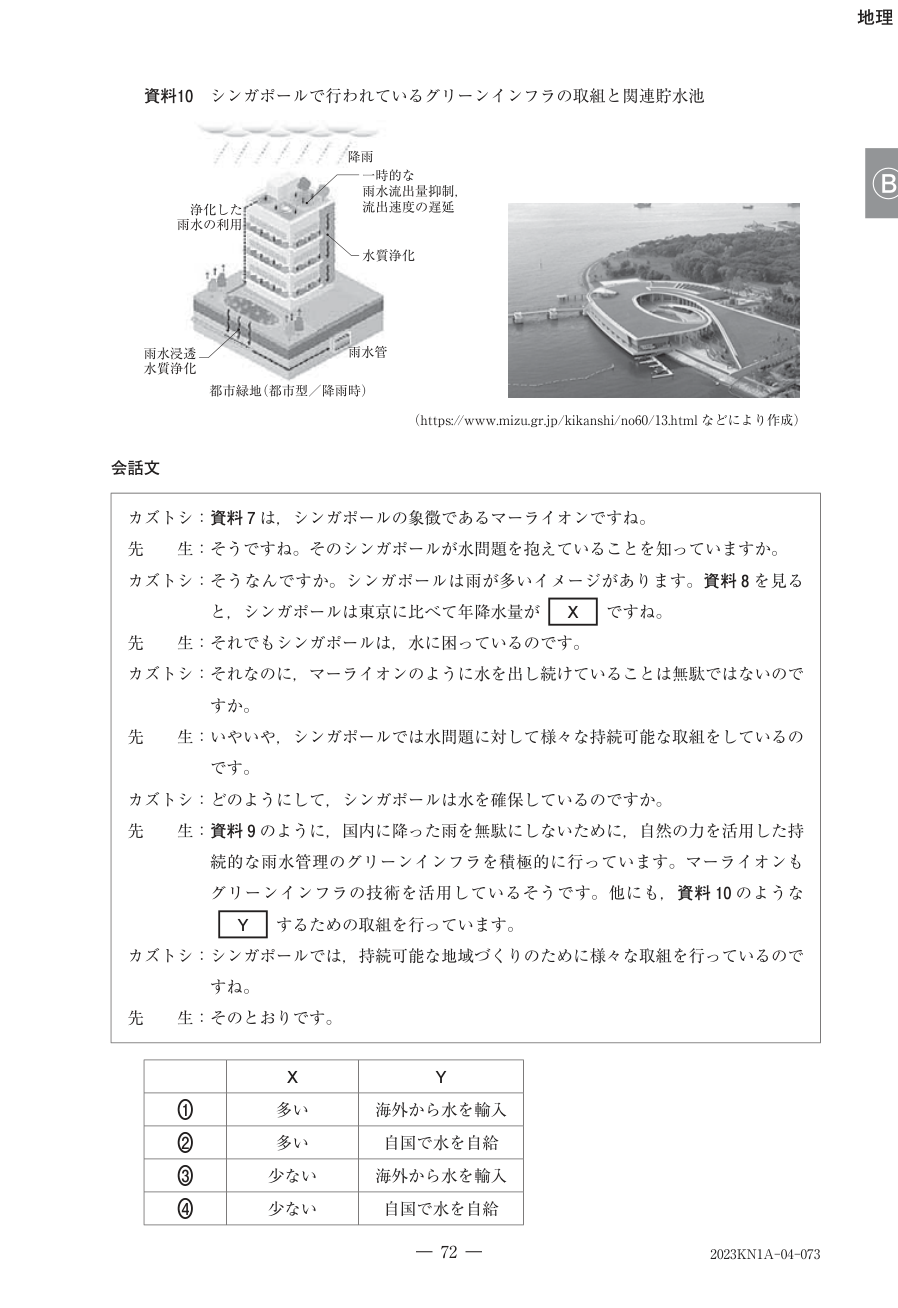 地理
資料10 シンガポールで行われているグリーンインフラの取組と関連貯水池
B
降雨
一時的な
雨水流出量抑制,
流出速度の遅延
浄化した
雨水の利用
水質浄化
雨水浸透
水質浄化
雨水管
都市緑地(都市型/降雨時)
(https://www.mizu.gr.jp/kikanshi/no60/13.html などにより作成)
会話文
カズトシ:資料7は,シンガポールの象徴であるマーライオンですね。
先 生:そうですね。そのシンガポールが水問題を抱えていることを知っていますか。
カズトシ:そうなんですか。シンガポールは雨が多いイメージがあります。資料8を見る
と,シンガポールは東京に比べて年降水量が X ですね。
先 生:それでもシンガポールは,水に困っているのです。
カズトシ:それなのに,マーライオンのように水を出し続けていることは無駄ではないので
すか。
先 生:いやいや,シンガポールでは水問題に対して様々な持続可能な取組をしているの
です。
カズトシ:どのようにして,シンガポールは水を確保しているのですか。
先 生:資料9のように,国内に降った雨を無駄にしないために,自然の力を活用した持
続的な雨水管理のグリーンインフラを積極的に行っています。マーライオンも
グリーンインフラの技術を活用しているそうです。他にも,資料10のような
Y するための取組を行っています。
カズトシ:シンガポールでは,持続可能な地域づくりのために様々な取組を行っているので
すね。
先 生:そのとおりです。
X Y
① 多い 海外から水を輸入
② 多い 自国で水を自給
③ 少ない 海外から水を輸入
④ 少ない 自国で水を自給
― 72 ―
2023KN1A-04-073